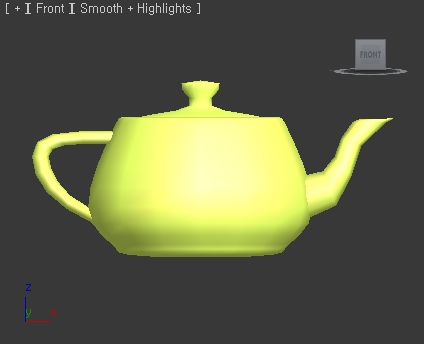 [ + ][ Front ][ Smooth + Highlights ]
FRONT
z
y x